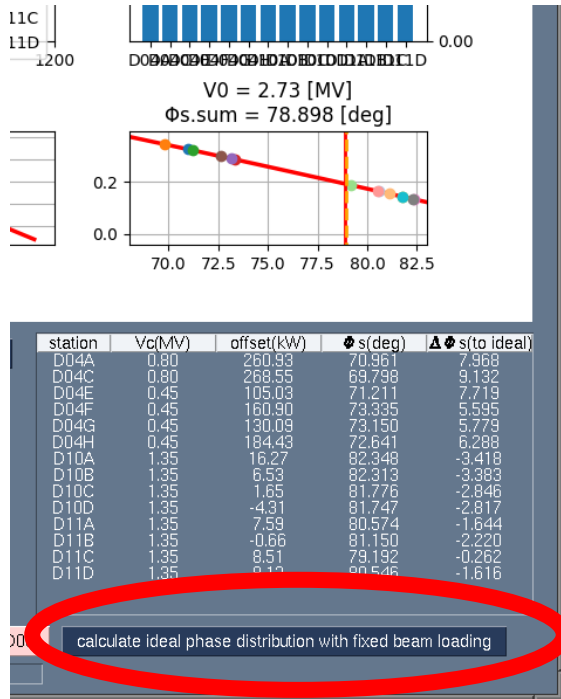 11C
11D
1200
0.00
V0 = 2.73 [MV]
Φs.sum = 78.898 [deg]
0.2
0.0
70.0 72.5 75.0 77.5 80.0 82.5
station Vc(MV) offset(kW) Φ s(deg) ΔΦ s(to ideal)
D04A 0.80 260.93 70.961 7.968
D04C 0.80 268.55 69.798 9.132
D04E 0.45 105.03 71.211 7.719
D04F 0.45 160.90 73.335 5.595
D04G 0.45 130.09 73.150 5.779
D04H 0.45 184.43 72.641 6.288
D10A 1.35 16.27 82.348 -3.418
D10B 1.35 6.53 82.313 -3.383
D10C 1.35 1.65 81.776 -2.846
D10D 1.35 -4.31 81.747 -2.817
D11A 1.35 7.59 80.574 -1.644
D11B 1.35 -0.66 81.150 -2.220
D11C 1.35 8.51 79.192 -0.262
D11D 1.35 80.546 -1.616
calculate ideal phase distribution with fixed beam loading